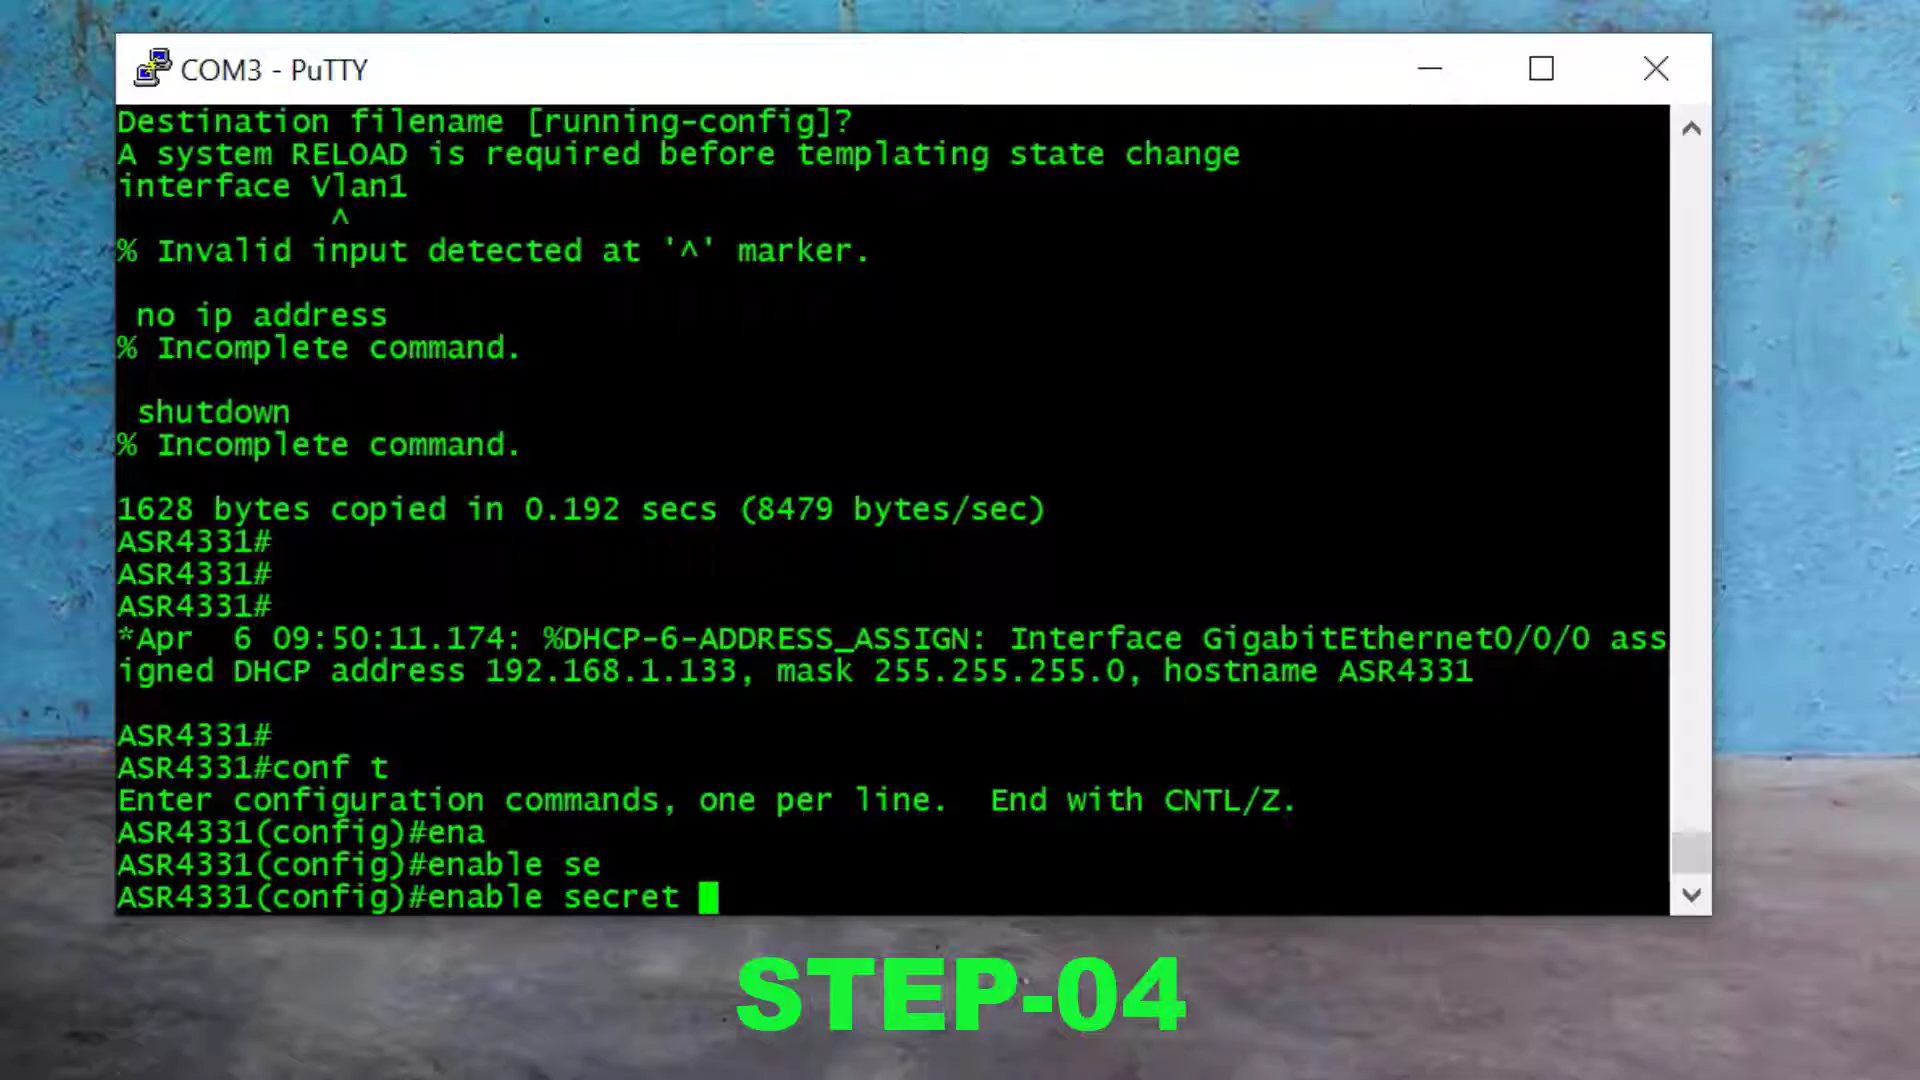 COM3 - PuTTY
Destination filename [running-config]?
A system RELOAD is required before templating state change
interface Vlan1
^
% Invalid input detected at '^' marker.
no ip address
% Incomplete command.
shutdown
% Incomplete command.
1628 bytes copied in 0.192 secs (8479 bytes/sec)
ASR4331#
ASR4331#
ASR4331#
*Apr  6 09:50:11.174: %DHCP-6-ADDRESS_ASSIGN: Interface GigabitEthernet0/0/0 ass
igned DHCP address 192.168.1.133, mask 255.255.255.0, hostname ASR4331
ASR4331#
ASR4331#conf t
Enter configuration commands, one per line.  End with CNTL/Z.
ASR4331(config)#ena
ASR4331(config)#enable se
ASR4331(config)#enable secret
STEP-04